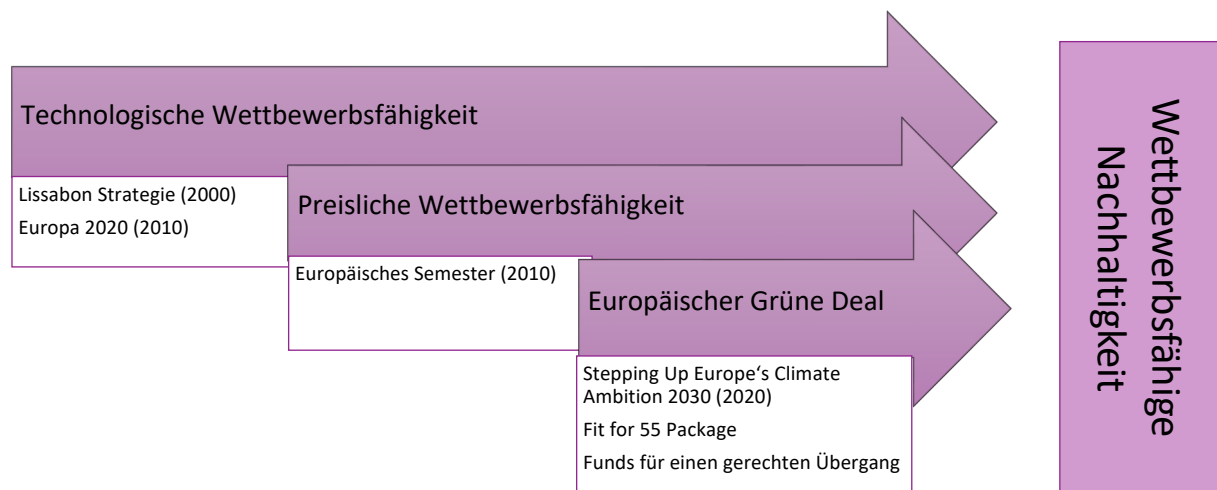 Technologische Wettbewerbsfähigkeit
Lissabon Strategie (2000)
Europa 2020 (2010)
Preisliche Wettbewerbsfähigkeit
Europäisches Semester (2010)
Europäischer Grüne Deal
Stepping Up Europe‘s Climate
Ambition 2030 (2020)
Fit for 55 Package
Funds für einen gerechten Übergang
Wettbewerbsfähige
Nachhaltigkeit